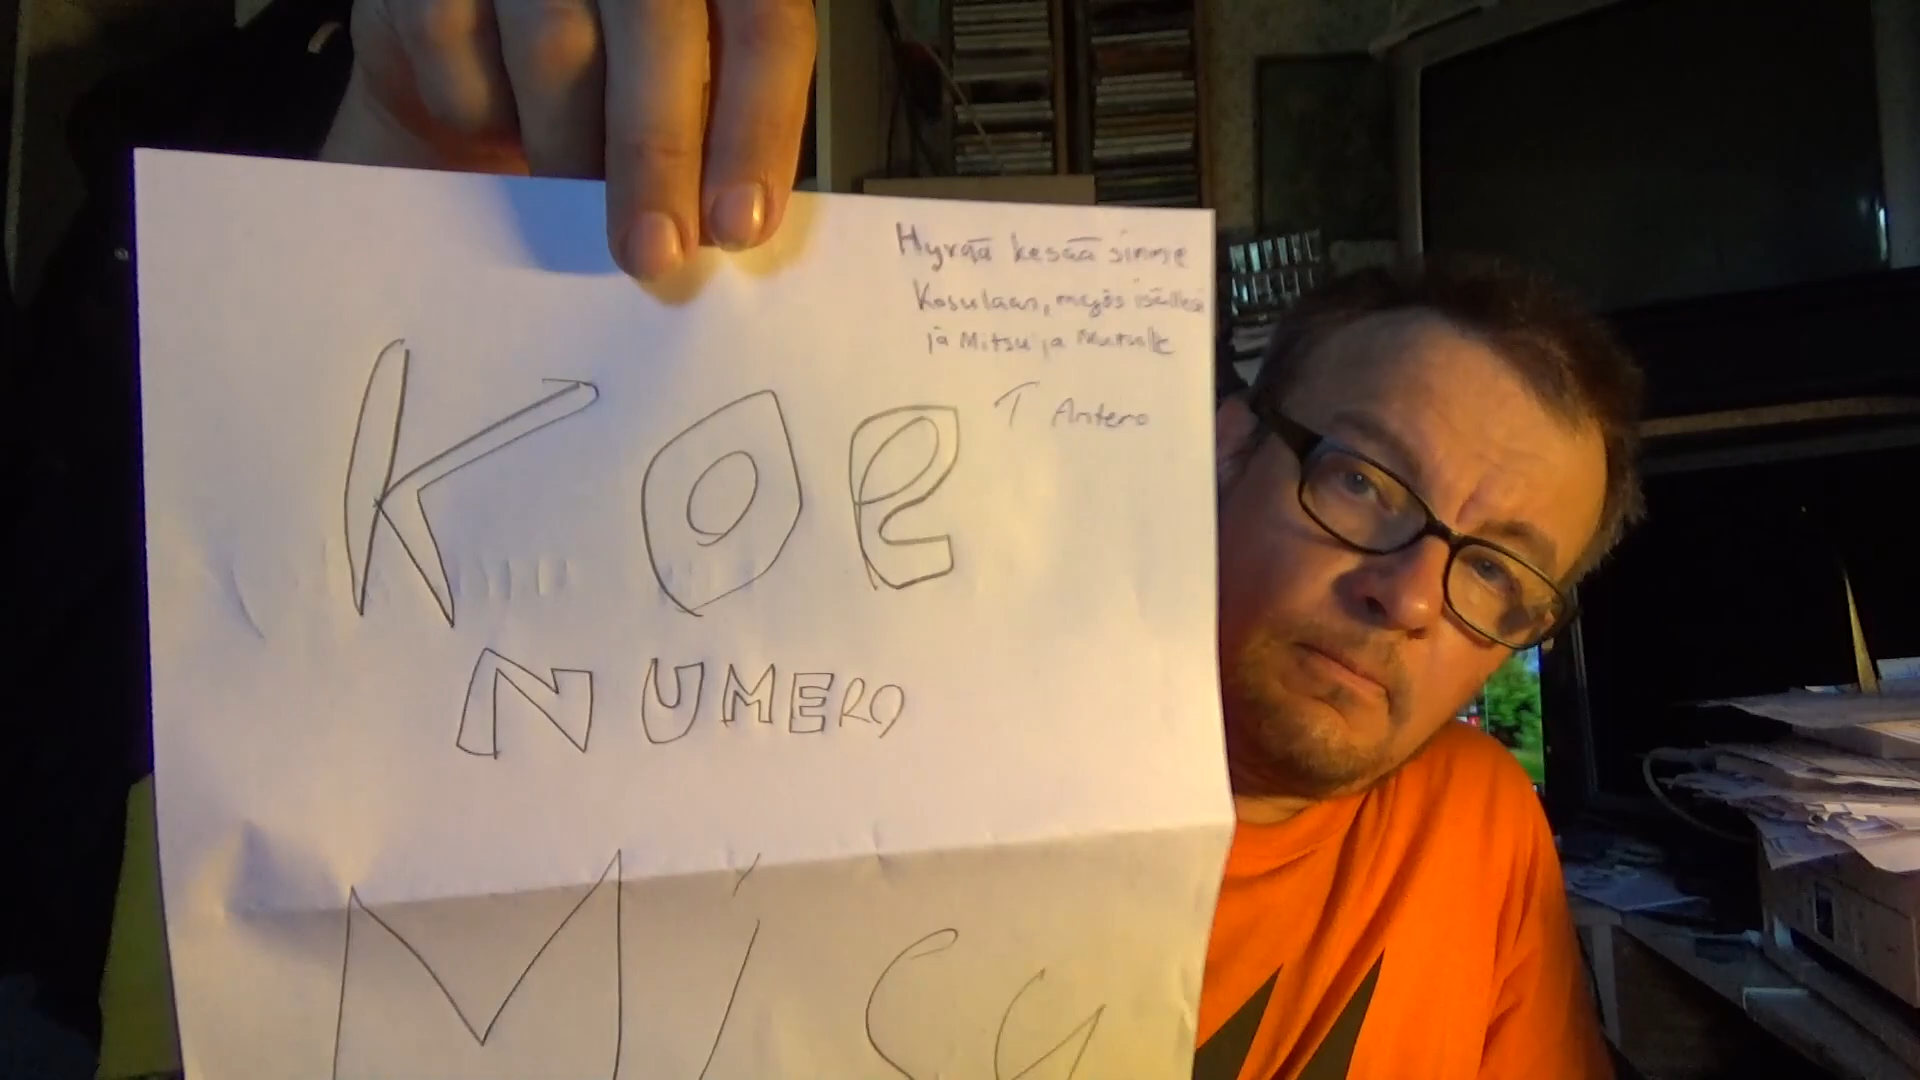 Hyvää kesää sinne
Kosulaan, myös isällesi
ja Mitsu ja
T Antero
KOE
NUMERO